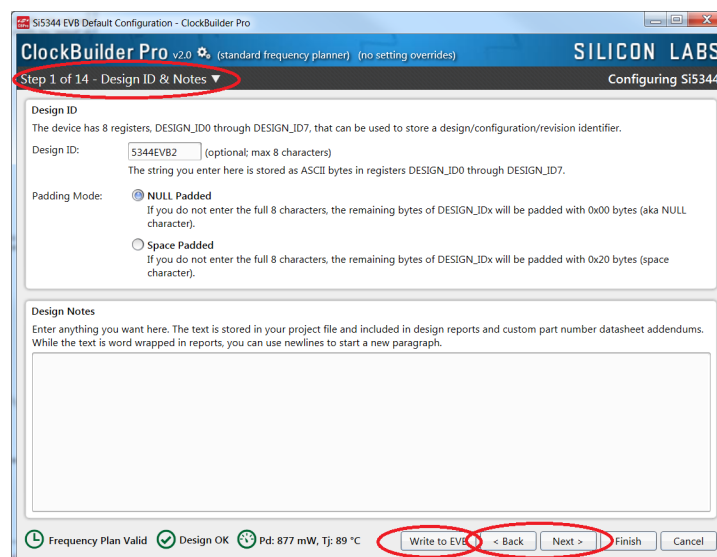 Si5344 EVB Default Configuration - ClockBuilder Pro
ClockBuilder Pro v2.0 (standard frequency planner) (no setting overrides) SILICON LABS
Step 1 of 14 - Design ID & Notes ▼ Configuring Si5344
Design ID
The device has 8 registers, DESIGN_ID0 through DESIGN_ID7, that can be used to store a design/configuration/revision identifier.
Design ID: 5344EVB2 (optional; max 8 characters)
The string you enter here is stored as ASCII bytes in registers DESIGN_ID0 through DESIGN_ID7.
Padding Mode: NULL Padded
If you do not enter the full 8 characters, the remaining bytes of DESIGN_IDx will be padded with 0x00 bytes (aka NULL
character).
Space Padded
If you do not enter the full 8 characters, the remaining bytes of DESIGN_IDx will be padded with 0x20 bytes (space
character).
Design Notes
Enter anything you want here. The text is stored in your project file and included in design reports and custom part number datasheet addendums.
While the text is word wrapped in reports, you can use newlines to start a new paragraph.
Frequency Plan Valid Design OK Pd: 877 mW, Tj: 89 °C Write to EVB < Back Next > Finish Cancel